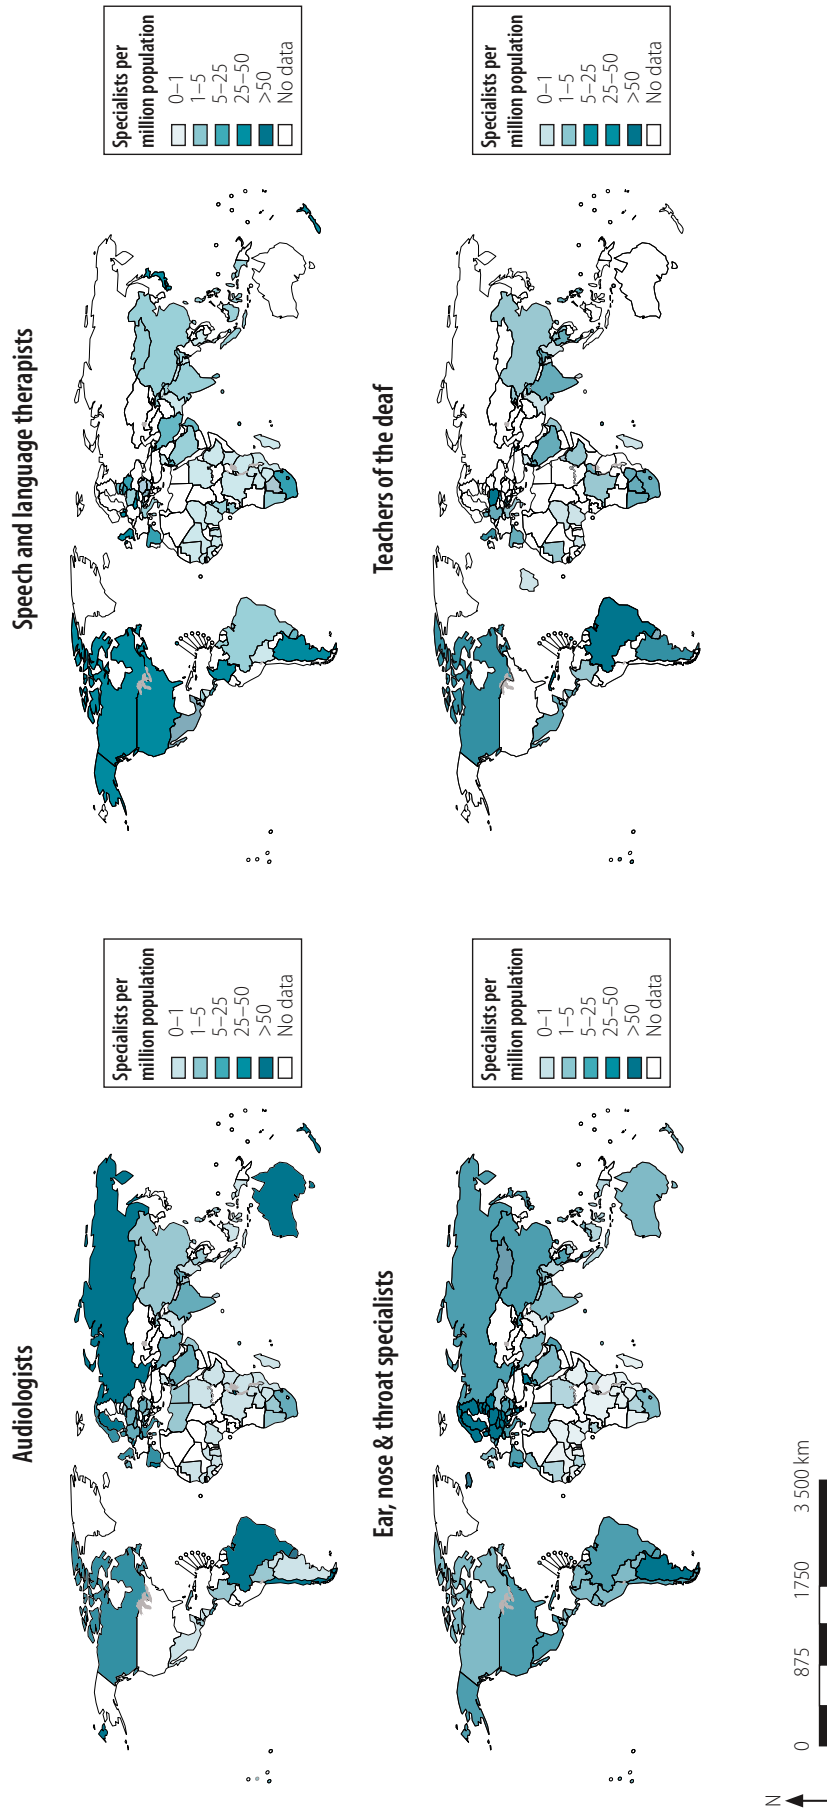 Audiologists
Specialists per
million population
0–1
1–5
5–25
25–50
>50
No data
Speech and language therapists
Specialists per
million population
0–1
1–5
5–25
25–50
>50
No data
Ear, nose & throat specialists
Specialists per
million population
0–1
1–5
5–25
25–50
>50
No data
Teachers of the deaf
Specialists per
million population
0–1
1–5
5–25
25–50
>50
No data
N
0 875 1750 3 500 km